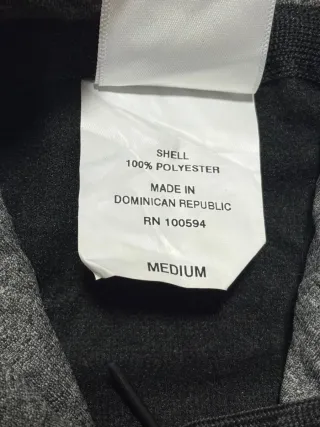 SHELL
100% POLYESTER
MADE IN
DOMINICAN REPUBLIC
RN 100594
MEDIUM